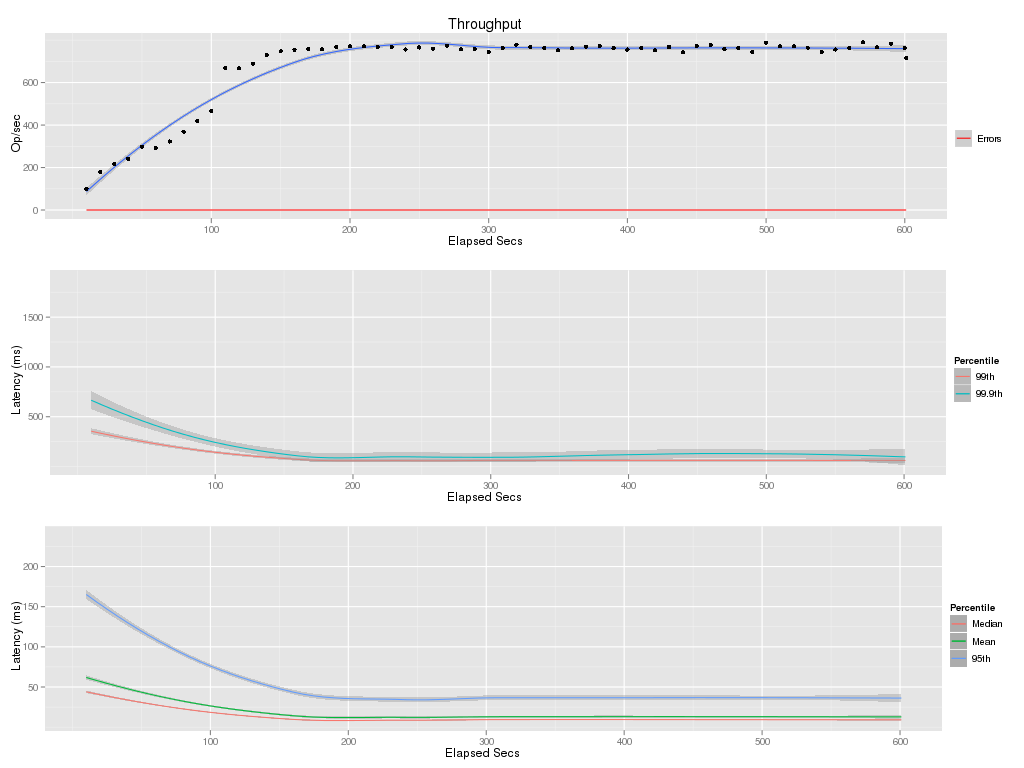 Throughput
600
400
200
0
Op/sec
100 200 300 400 500 600
Elapsed Secs
Errors
1500
1000
500
Latency (ms)
100 200 300 400 500 600
Elapsed Secs
Percentile
99th
99.9th
200
150
100
50
Latency (ms)
100 200 300 400 500 600
Elapsed Secs
Percentile
Median
Mean
95th